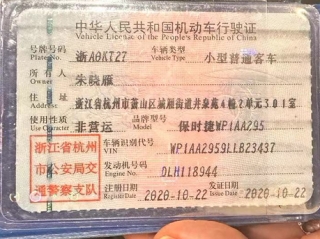 中华人民共和国机动车行驶证
Vehicle License of the People's Republic of China
号牌号码 浙A0KT27 车辆类型 小型普通客车
Plate No. Vehicle Type
所有人 朱晓雁
Owner
住址 浙江省杭州市萧山区城厢街道井泉苑4幢2单元301室
Address
使用性质 非营运 品牌型号 保时捷WP1AA295
Use Character Model
浙江省杭州市公安局交通警察支队
车辆识别代号 WP1AA2959LLB23437
VIN
发动机号码 DLH118944
Engine No.
注册日期 2020-10-22 发证日期 2020-10-22
Register Date Issue Date